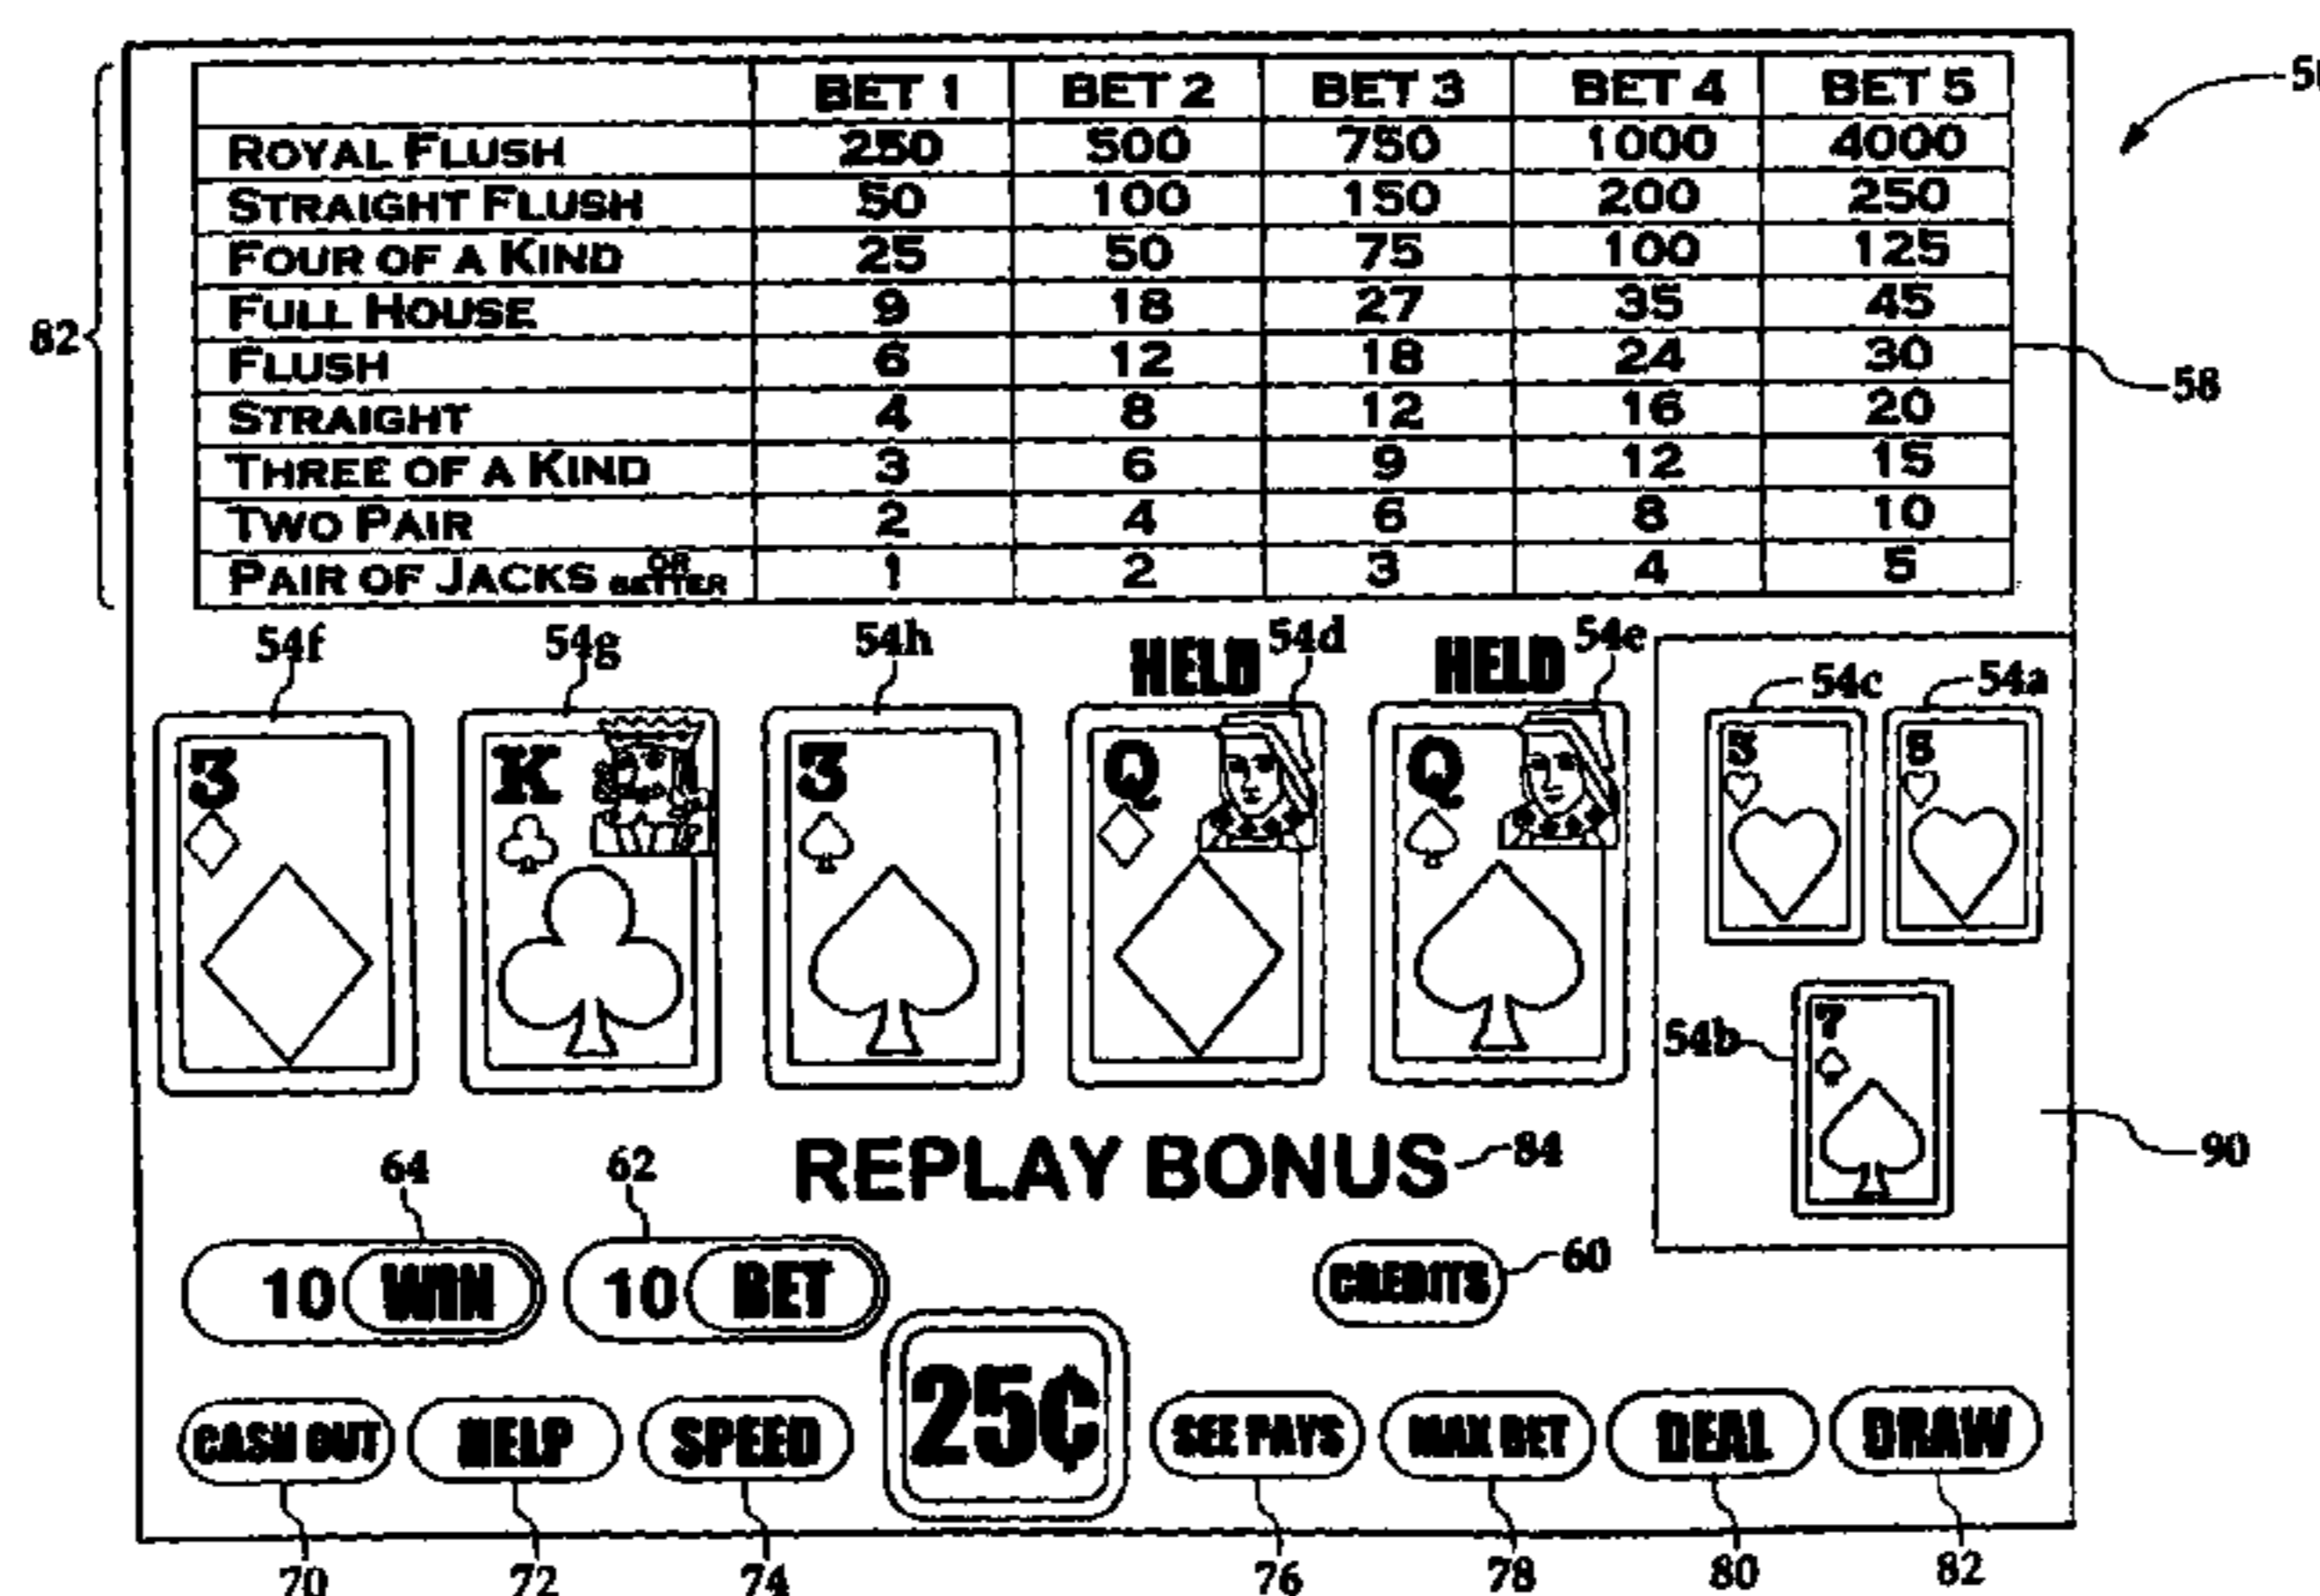 BET 1 BET 2 BET 3 BET 4 BET 5
ROYAL FLUSH 250 500 750 1000 4000
STRAIGHT FLUSH 50 100 150 200 250
FOUR OF A KIND 25 50 75 100 125
FULL HOUSE 9 18 27 35 45
FLUSH 6 12 18 24 30
STRAIGHT 4 8 12 16 20
THREE OF A KIND 3 6 9 12 15
TWO PAIR 2 4 6 8 10
PAIR OF JACKS OR BETTER 1 2 3 4 5
82
58
54f 54g 54h HELD 54d HELD 54e
54c 54a
3 K 3 Q Q
54b 7
REPLAY BONUS 84
90
64 62
10 WIN 10 BET
CREDITS 60
25¢
CASH OUT HELP SPEED SEE PAYS MAX BET DEAL DRAW
70 72 74 76 78 80 82